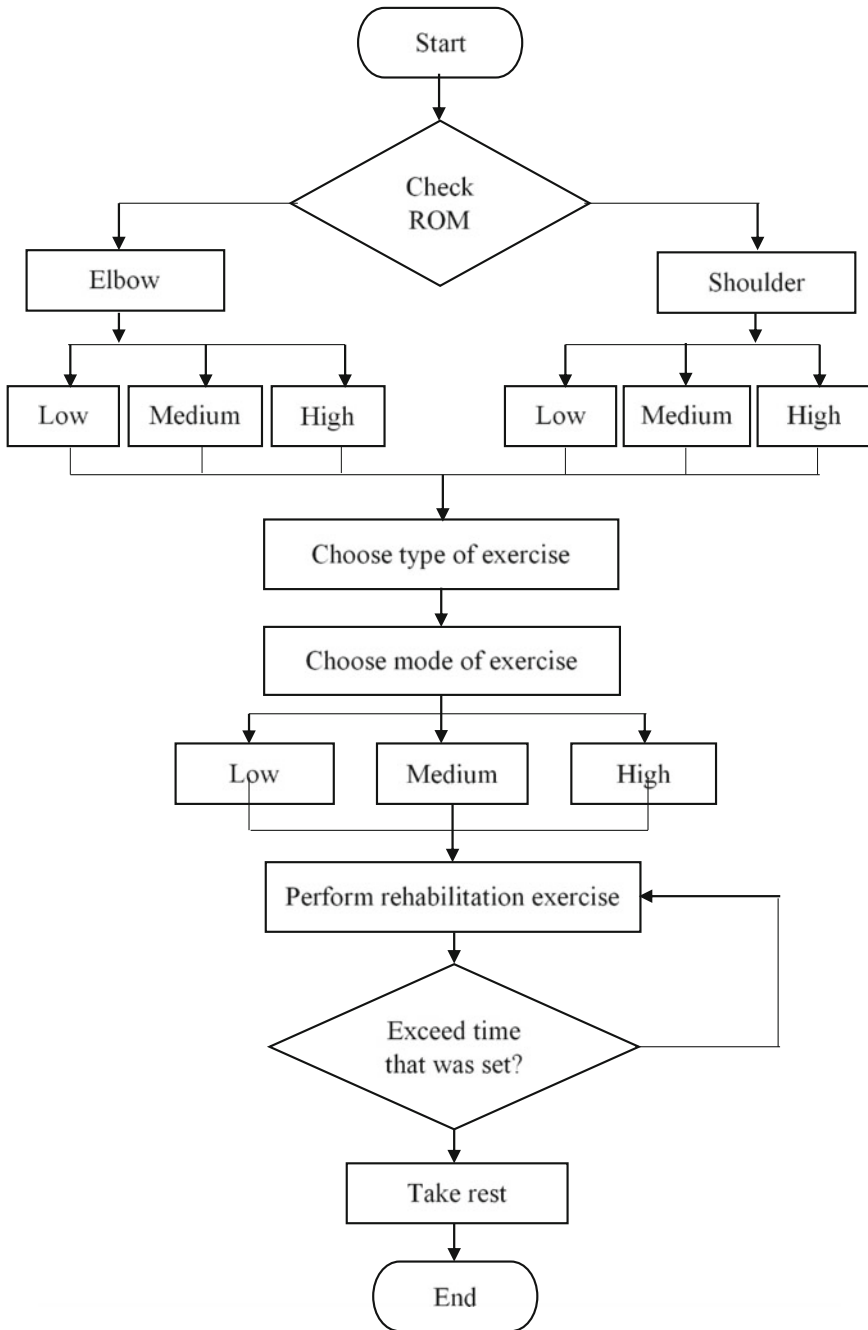 Start
Check
ROM
Elbow
Shoulder
Low
Medium
High
Low
Medium
High
Choose type of exercise
Choose mode of exercise
Low
Medium
High
Perform rehabilitation exercise
Exceed time
that was set?
Take rest
End